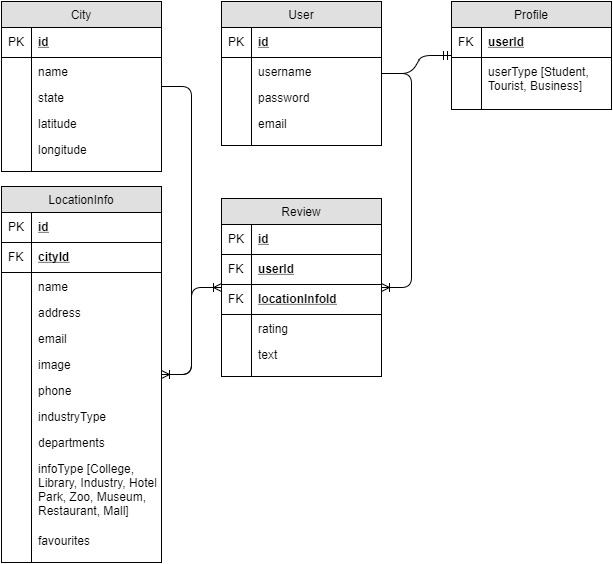 City
PK id
name
state
latitude
longitude
User
PK id
username
password
email
Profile
FK userId
userType [Student,
Tourist, Business]
LocationInfo
PK id
FK cityId
name
address
email
image
phone
industryType
departments
infoType [College,
Library, Industry, Hotel
Park, Zoo, Museum,
Restaurant, Mall]
favourites
Review
PK id
FK userId
FK locationInfoId
rating
text